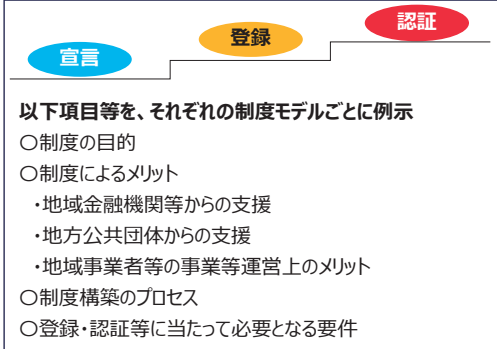 宣言
登録
認証
以下項目等を、それぞれの制度モデルごとに例示
〇制度の目的
〇制度によるメリット
・地域金融機関等からの支援
・地方公共団体からの支援
・地域事業者等の事業等運営上のメリット
〇制度構築のプロセス
〇登録・認証等に当たって必要となる要件